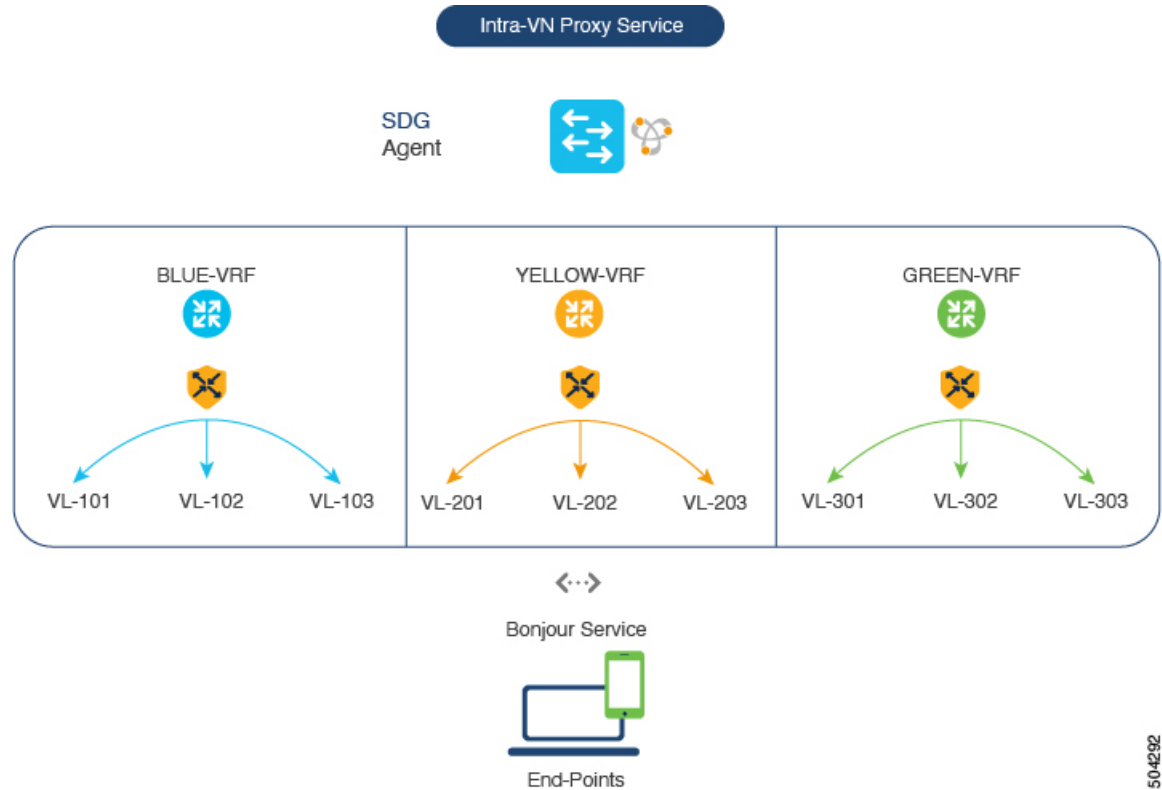 Intra-VN Proxy Service
SDG
Agent
BLUE-VRF
YELLOW-VRF
GREEN-VRF
VL-101
VL-102
VL-103
VL-201
VL-202
VL-203
VL-301
VL-302
VL-303
Bonjour Service
End-Points
504292